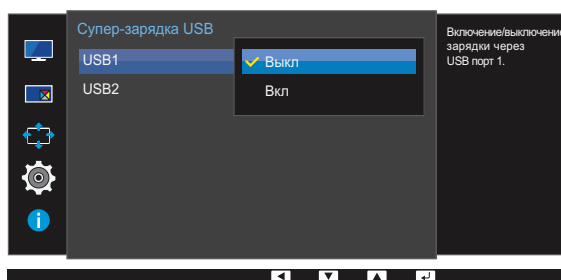 Супер-зарядка USB
USB1
USB2
Выкл
Вкл
Включение/выключение
зарядки через
USB порт 1.